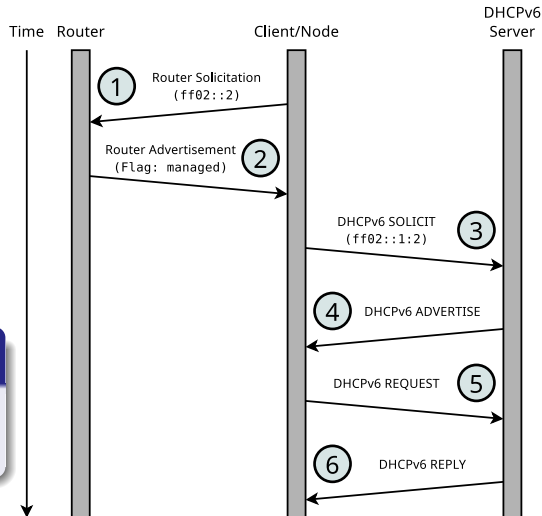 Time Router Client/Node DHCPv6
Server
1 Router Solicitation
(ff02::2)
Router Advertisement
(Flag: managed) 2
DHCPv6 SOLICIT
(ff02::1:2) 3
4 DHCPv6 ADVERTISE
DHCPv6 REQUEST 5
6 DHCPv6 REPLY